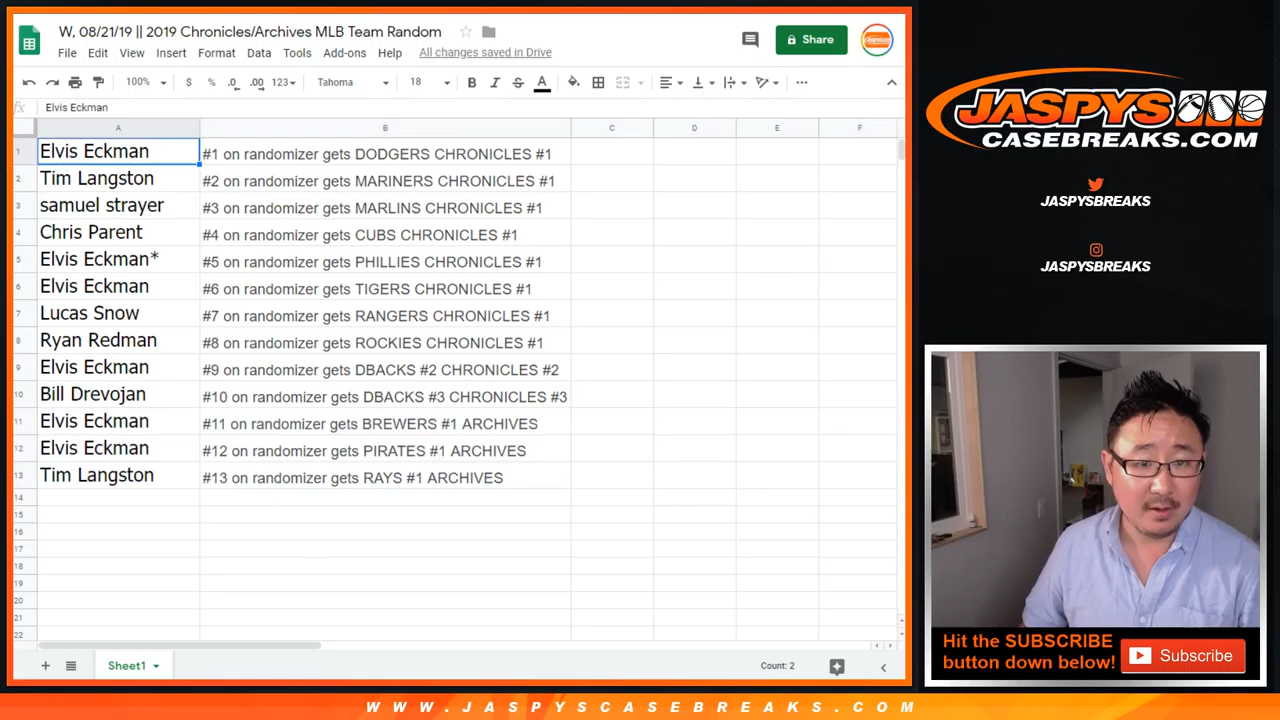 W, 08/21/19 || 2019 Chronicles/Archives MLB Team Random
File Edit View Insert Format Data Tools Add-ons Help All changes saved in Drive
Share
100% $ % .0 .00 123 Tahoma 18 B I S A
fx Elvis Eckman
A B C D E F
1 Elvis Eckman #1 on randomizer gets DODGERS CHRONICLES #1
2 Tim Langston #2 on randomizer gets MARINERS CHRONICLES #1
3 samuel strayer #3 on randomizer gets MARLINS CHRONICLES #1
4 Chris Parent #4 on randomizer gets CUBS CHRONICLES #1
5 Elvis Eckman* #5 on randomizer gets PHILLIES CHRONICLES #1
6 Elvis Eckman #6 on randomizer gets TIGERS CHRONICLES #1
7 Lucas Snow #7 on randomizer gets RANGERS CHRONICLES #1
8 Ryan Redman #8 on randomizer gets ROCKIES CHRONICLES #1
9 Elvis Eckman #9 on randomizer gets DBACKS #2 CHRONICLES #2
10 Bill Drevojan #10 on randomizer gets DBACKS #3 CHRONICLES #3
11 Elvis Eckman #11 on randomizer gets BREWERS #1 ARCHIVES
12 Elvis Eckman #12 on randomizer gets PIRATES #1 ARCHIVES
13 Tim Langston #13 on randomizer gets RAYS #1 ARCHIVES
14
15
16
17
18
19
20
21
22
Sheet1 Count: 2
JASPYS
CASEBREAKS.COM
JASPYSBREAKS
JASPYSBREAKS
Hit the SUBSCRIBE
button down below!
Subscribe
WWW.JASPYSCASEBREAKS.COM